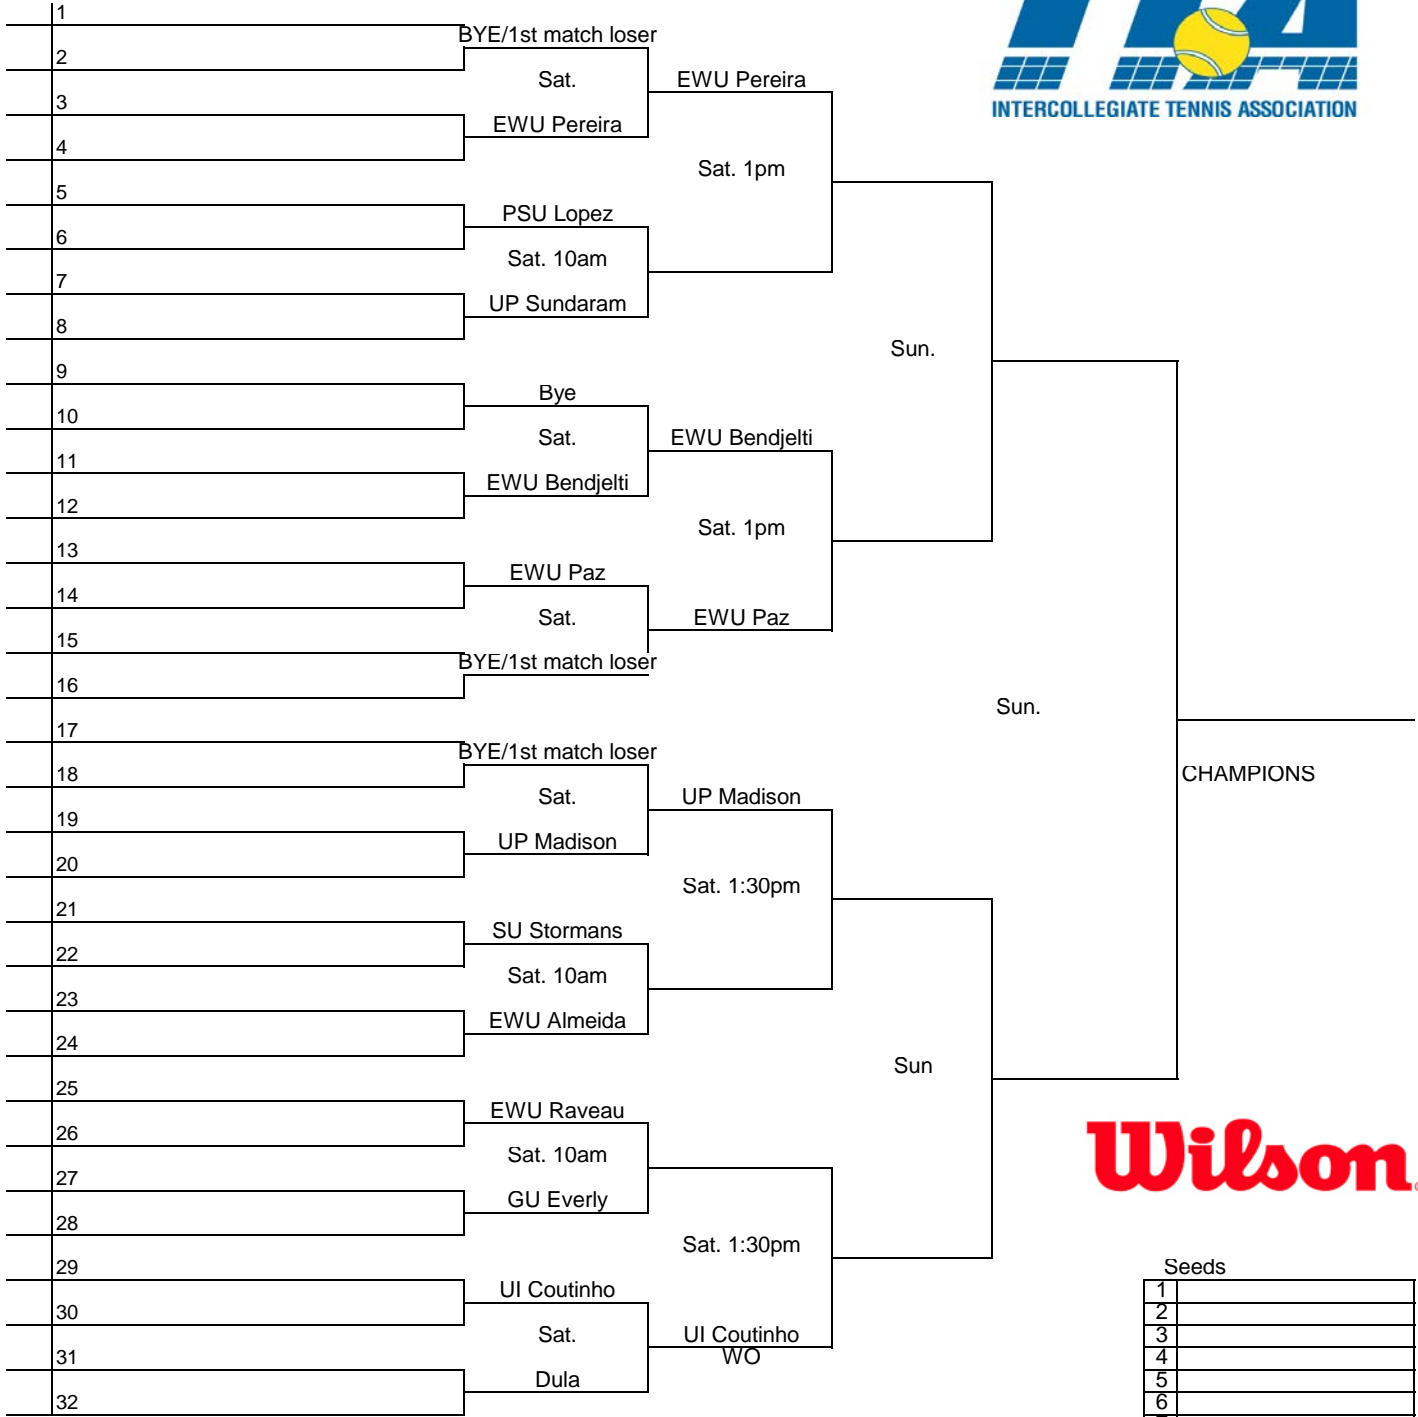 1
BYE/1st match loser
2
Sat.
EWU Pereira
INTERCOLLEGIATE TENNIS ASSOCIATION
3
EWU Pereira
4
Sat. 1pm
5
PSU Lopez
6
Sat. 10am
7
UP Sundaram
8
Sun.
9
Bye
10
Sat.
EWU Bendjelti
11
EWU Bendjelti
12
Sat. 1pm
13
EWU Paz
14
Sat.
EWU Paz
15
BYE/1st match loser
16
Sun.
17
BYE/1st match loser
18
CHAMPIONS
Sat.
UP Madison
19
UP Madison
20
Sat. 1:30pm
21
SU Stormans
22
Sat. 10am
23
EWU Almeida
24
Sun
25
EWU Raveau
26
Sat. 10am
Wilson
27
GU Everly
28
Sat. 1:30pm
29
Seeds
UI Coutinho
1
30
2
Sat.
UI Coutinho
3
WO
31
4
Dula
5
32
6